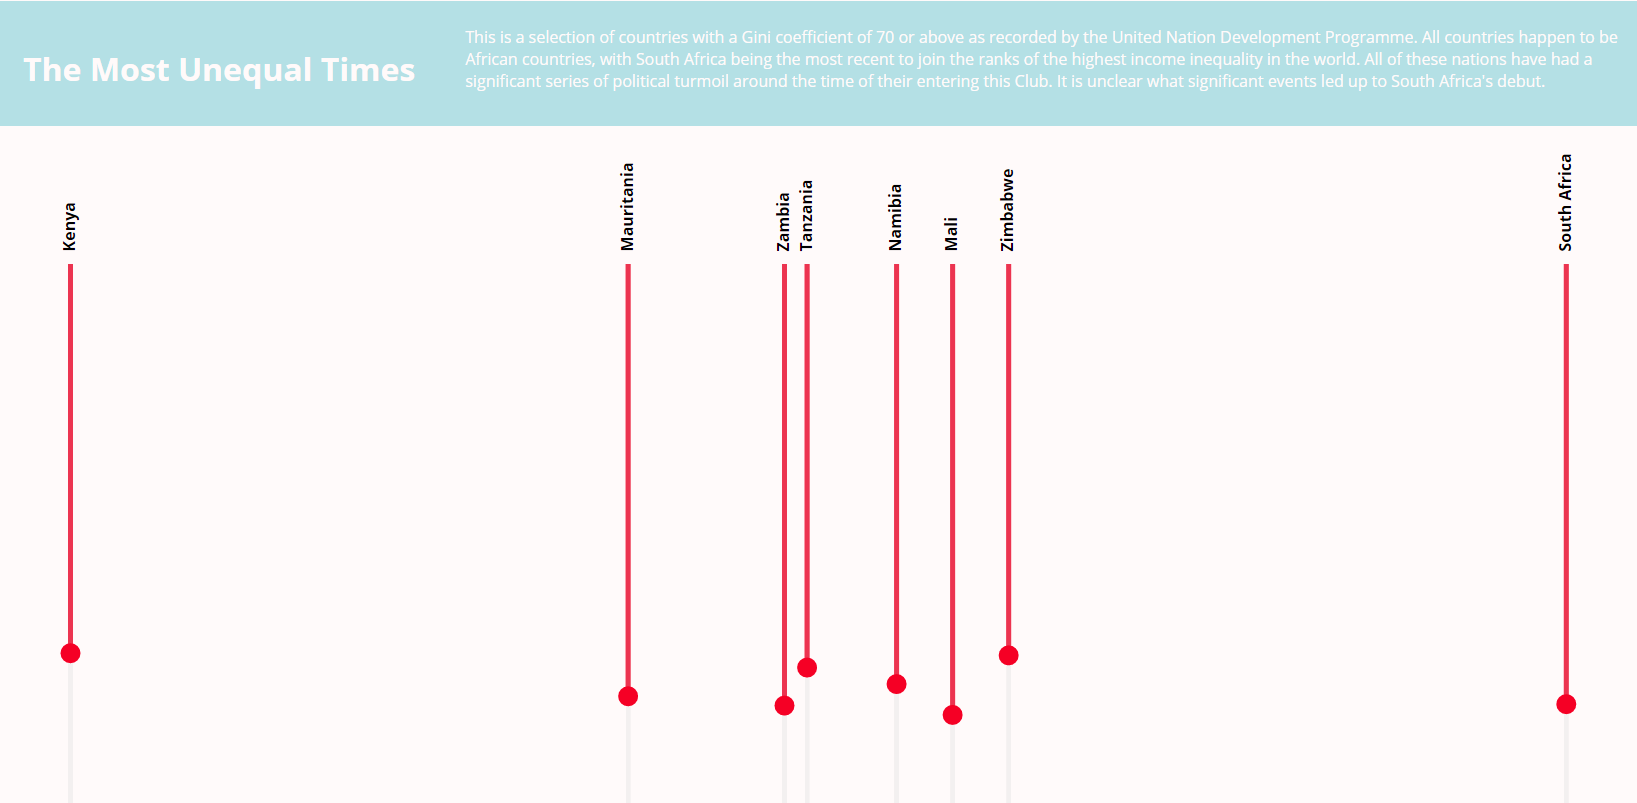 The Most Unequal Times
This is a selection of countries with a Gini coefficient of 70 or above as recorded by the United Nation Development Programme. All countries happen to be
African countries, with South Africa being the most recent to join the ranks of the highest income inequality in the world. All of these nations have had a
significant series of political turmoil around the time of their entering this Club. It is unclear what significant events led up to South Africa's debut.
Kenya
Mauritania
Zambia
Tanzania
Namibia
Mali
Zimbabwe
South Africa